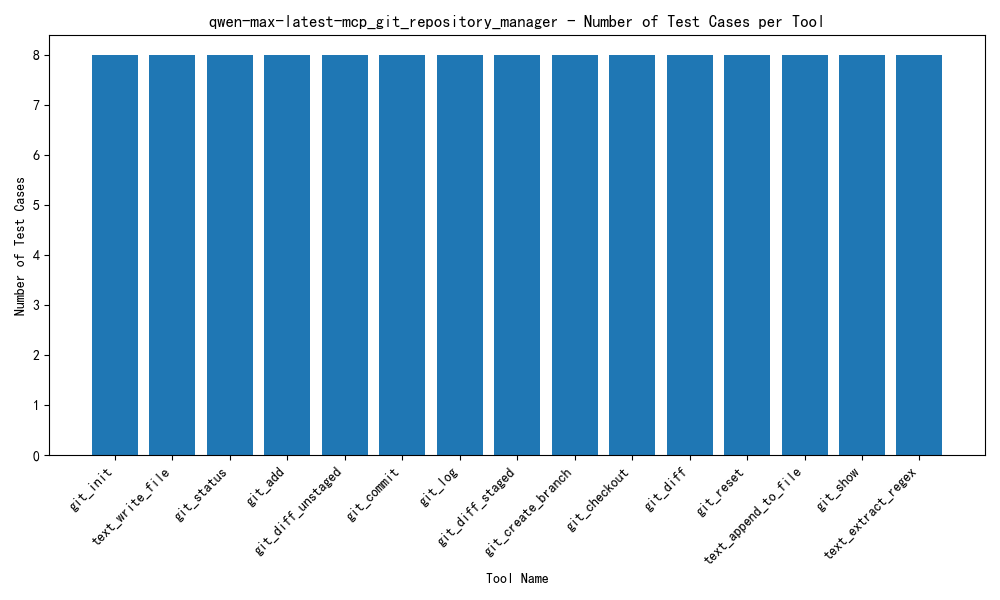 qwen-max-latest-mcp_git_repository_manager - Number of Test Cases per Tool
Number of Test Cases
8
7
6
5
4
3
2
1
0
git_init
text_write_file
git_status
git_add
git_diff_unstaged
git_commit
git_log
git_diff_staged
git_create_branch
git_checkout
git_diff
git_reset
text_append_to_file
git_show
text_extract_regex
Tool Name